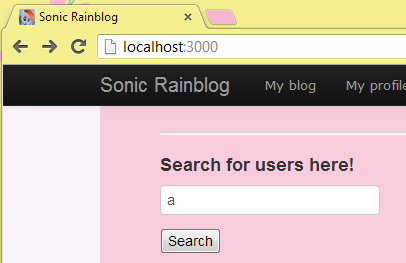 Sonic Rainblog
localhost:3000
Sonic Rainblog My blog My profile
Search for users here!
a
Search